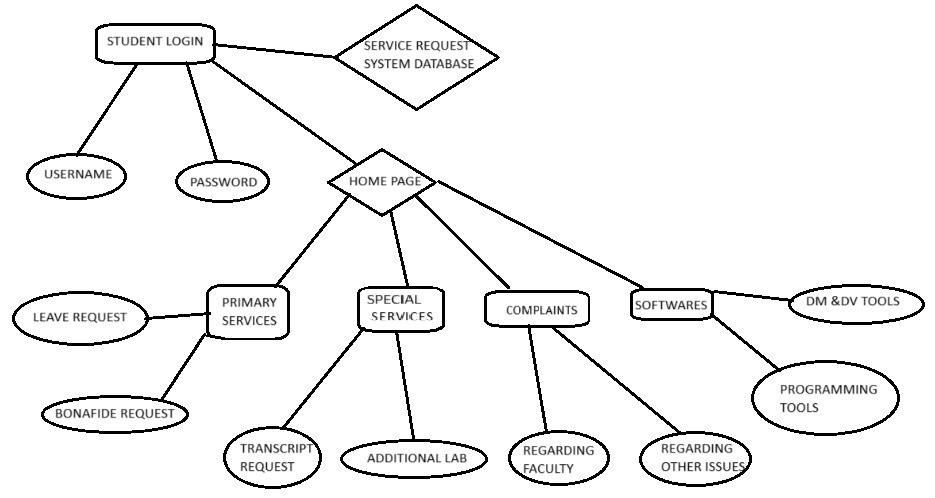 STUDENT LOGIN
SERVICE REQUEST
SYSTEM DATABASE
USERNAME
PASSWORD
HOME PAGE
PRIMARY
SERVICES
SPECIAL
SERVICES
COMPLAINTS
SOFTWARES
DM &DV TOOLS
LEAVE REQUEST
BONAFIDE REQUEST
PROGRAMMING
TOOLS
TRANSCRIPT
REQUEST
ADDITIONAL LAB
REGARDING
FACULTY
REGARDING
OTHER ISSUES